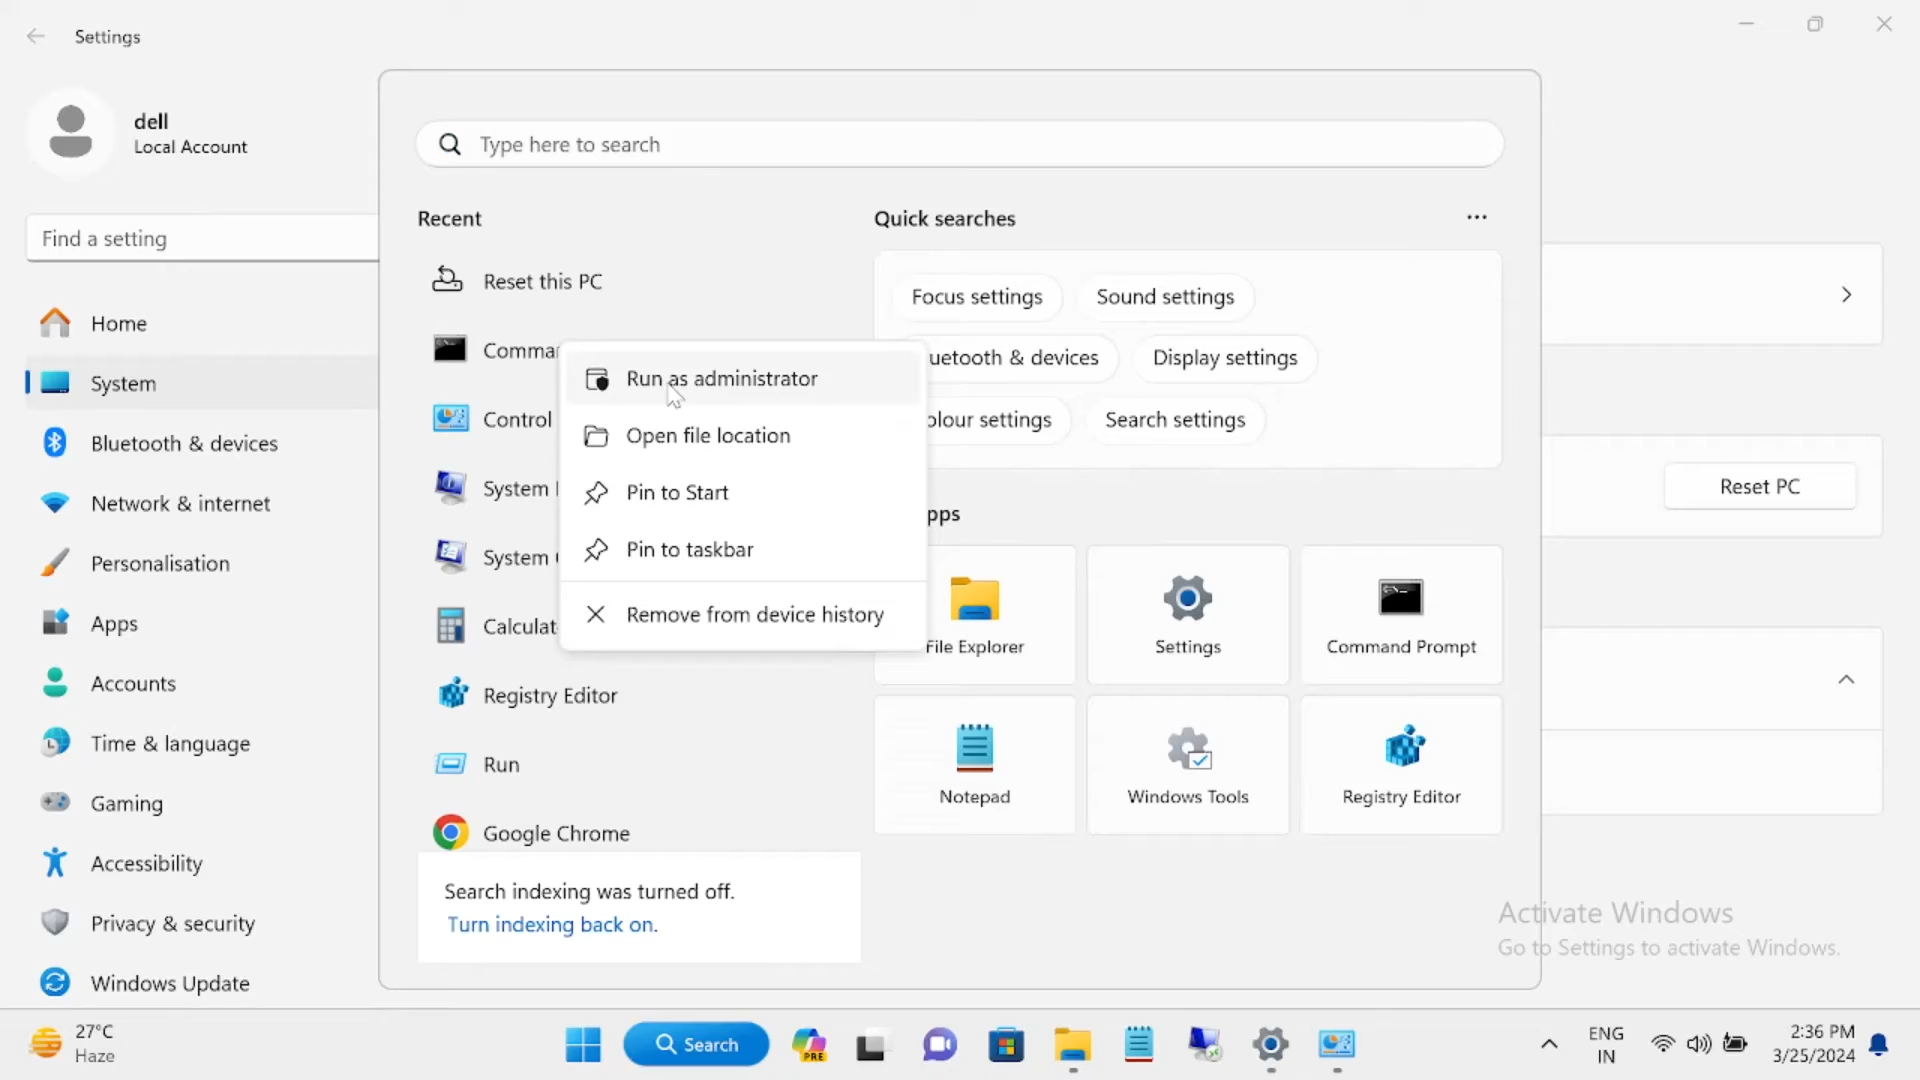 Settings
dell
Local Account
Find a setting
Home
System
Bluetooth & devices
Network & internet
Personalisation
Apps
Accounts
Time & language
Gaming
Accessibility
Privacy & security
Windows Update
Type here to search
Recent
Reset this PC
Comma
Control
System
System
Calculat
Registry Editor
Run
Google Chrome
Search indexing was turned off.
Turn indexing back on.
Run as administrator
Open file location
Pin to Start
Pin to taskbar
Remove from device history
Quick searches
Focus settings
Sound settings
uetooth & devices
Display settings
olour settings
Search settings
pps
File Explorer
Settings
Command Prompt
Notepad
Windows Tools
Registry Editor
Reset PC
Activate Windows
Go to Settings to activate Windows.
27°C
Haze
Search
PRE
ENG
IN
2:36 PM
3/25/2024